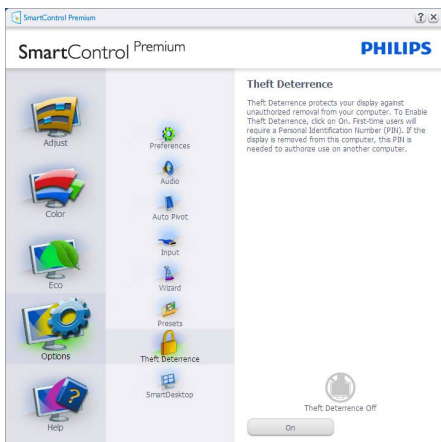 SmartControl Premium
? X
SmartControl Premium
PHILIPS
Adjust
Color
Eco
Options
Help
Preferences
Audio
Auto Pivot
Input
Wizard
Presets
Theft Deterrence
SmartDesktop
Theft Deterrence
Theft Deterrence protects your display against
unauthorized removal from your computer. To Enable
Theft Deterrence, click on On. First-time users will
require a Personal Identification Number (PIN). If the
display is removed from this computer, this PIN is
needed to authorize use on another computer.
Theft Deterrence Off
On